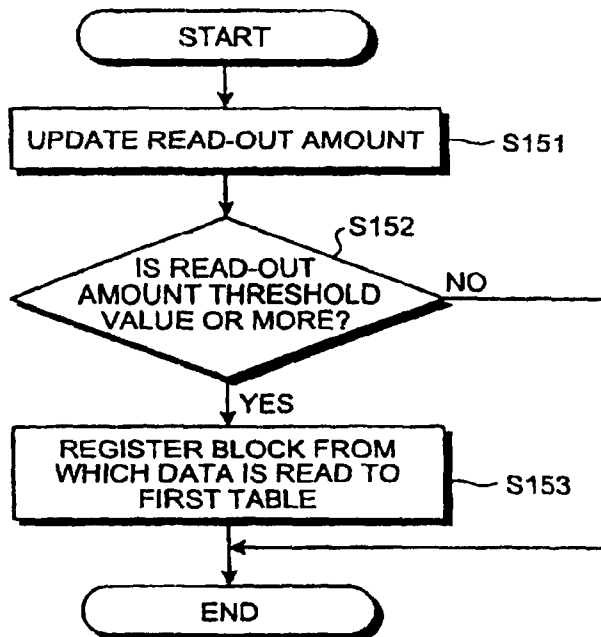 START
UPDATE READ-OUT AMOUNT
S151
S152
IS READ-OUT
AMOUNT THRESHOLD
VALUE OR MORE?
NO
YES
REGISTER BLOCK FROM
WHICH DATA IS READ TO
FIRST TABLE
S153
END